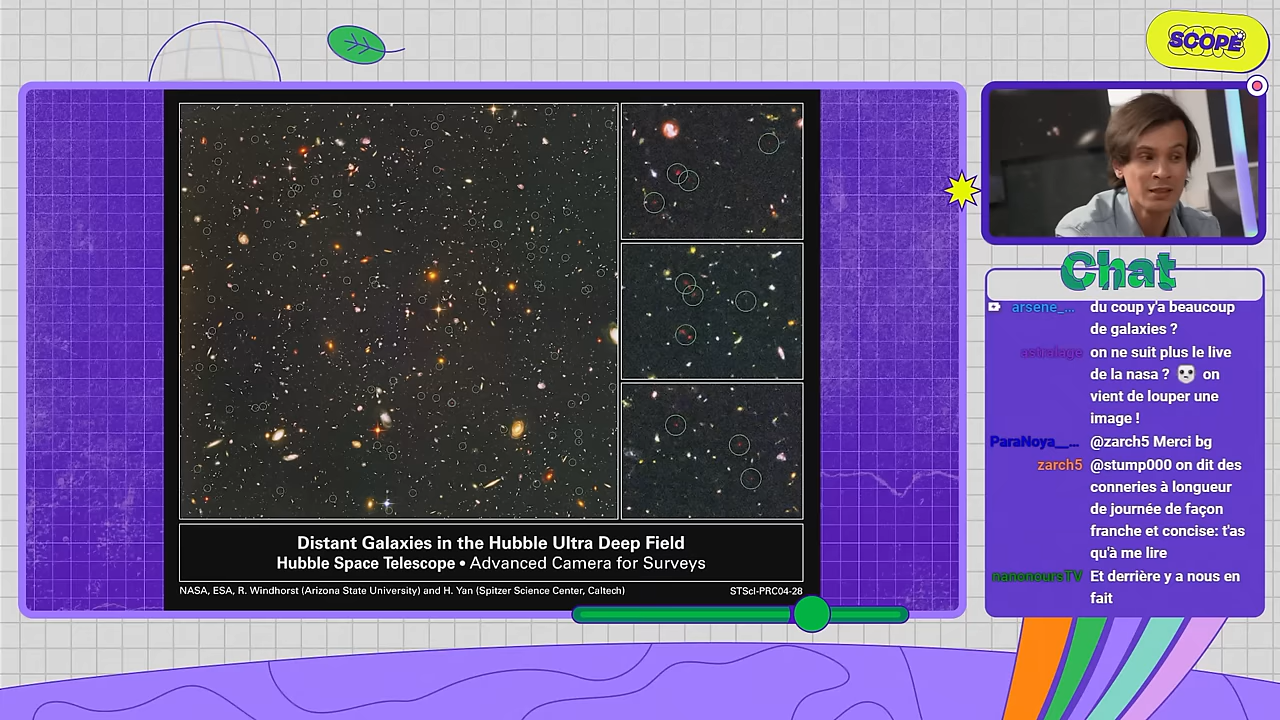 SCOPE
Distant Galaxies in the Hubble Ultra Deep Field
Hubble Space Telescope • Advanced Camera for Surveys
NASA, ESA, R. Windhorst (Arizona State University) and H. Yan (Spitzer Science Center, Caltech)
STScI-PRC04-28
Chat
arsene_... du coup y'a beaucoup
de galaxies ?
astralage on ne suit plus le live
de la nasa ? on
vient de louper une
image !
ParaNoya__... @zarch5 Merci bg
zarch5 @stump000 on dit des
conneries à longueur
de journée de façon
franche et concise: t'as
qu'à me lire
nanonoursTV Et derrière y a nous en
fait